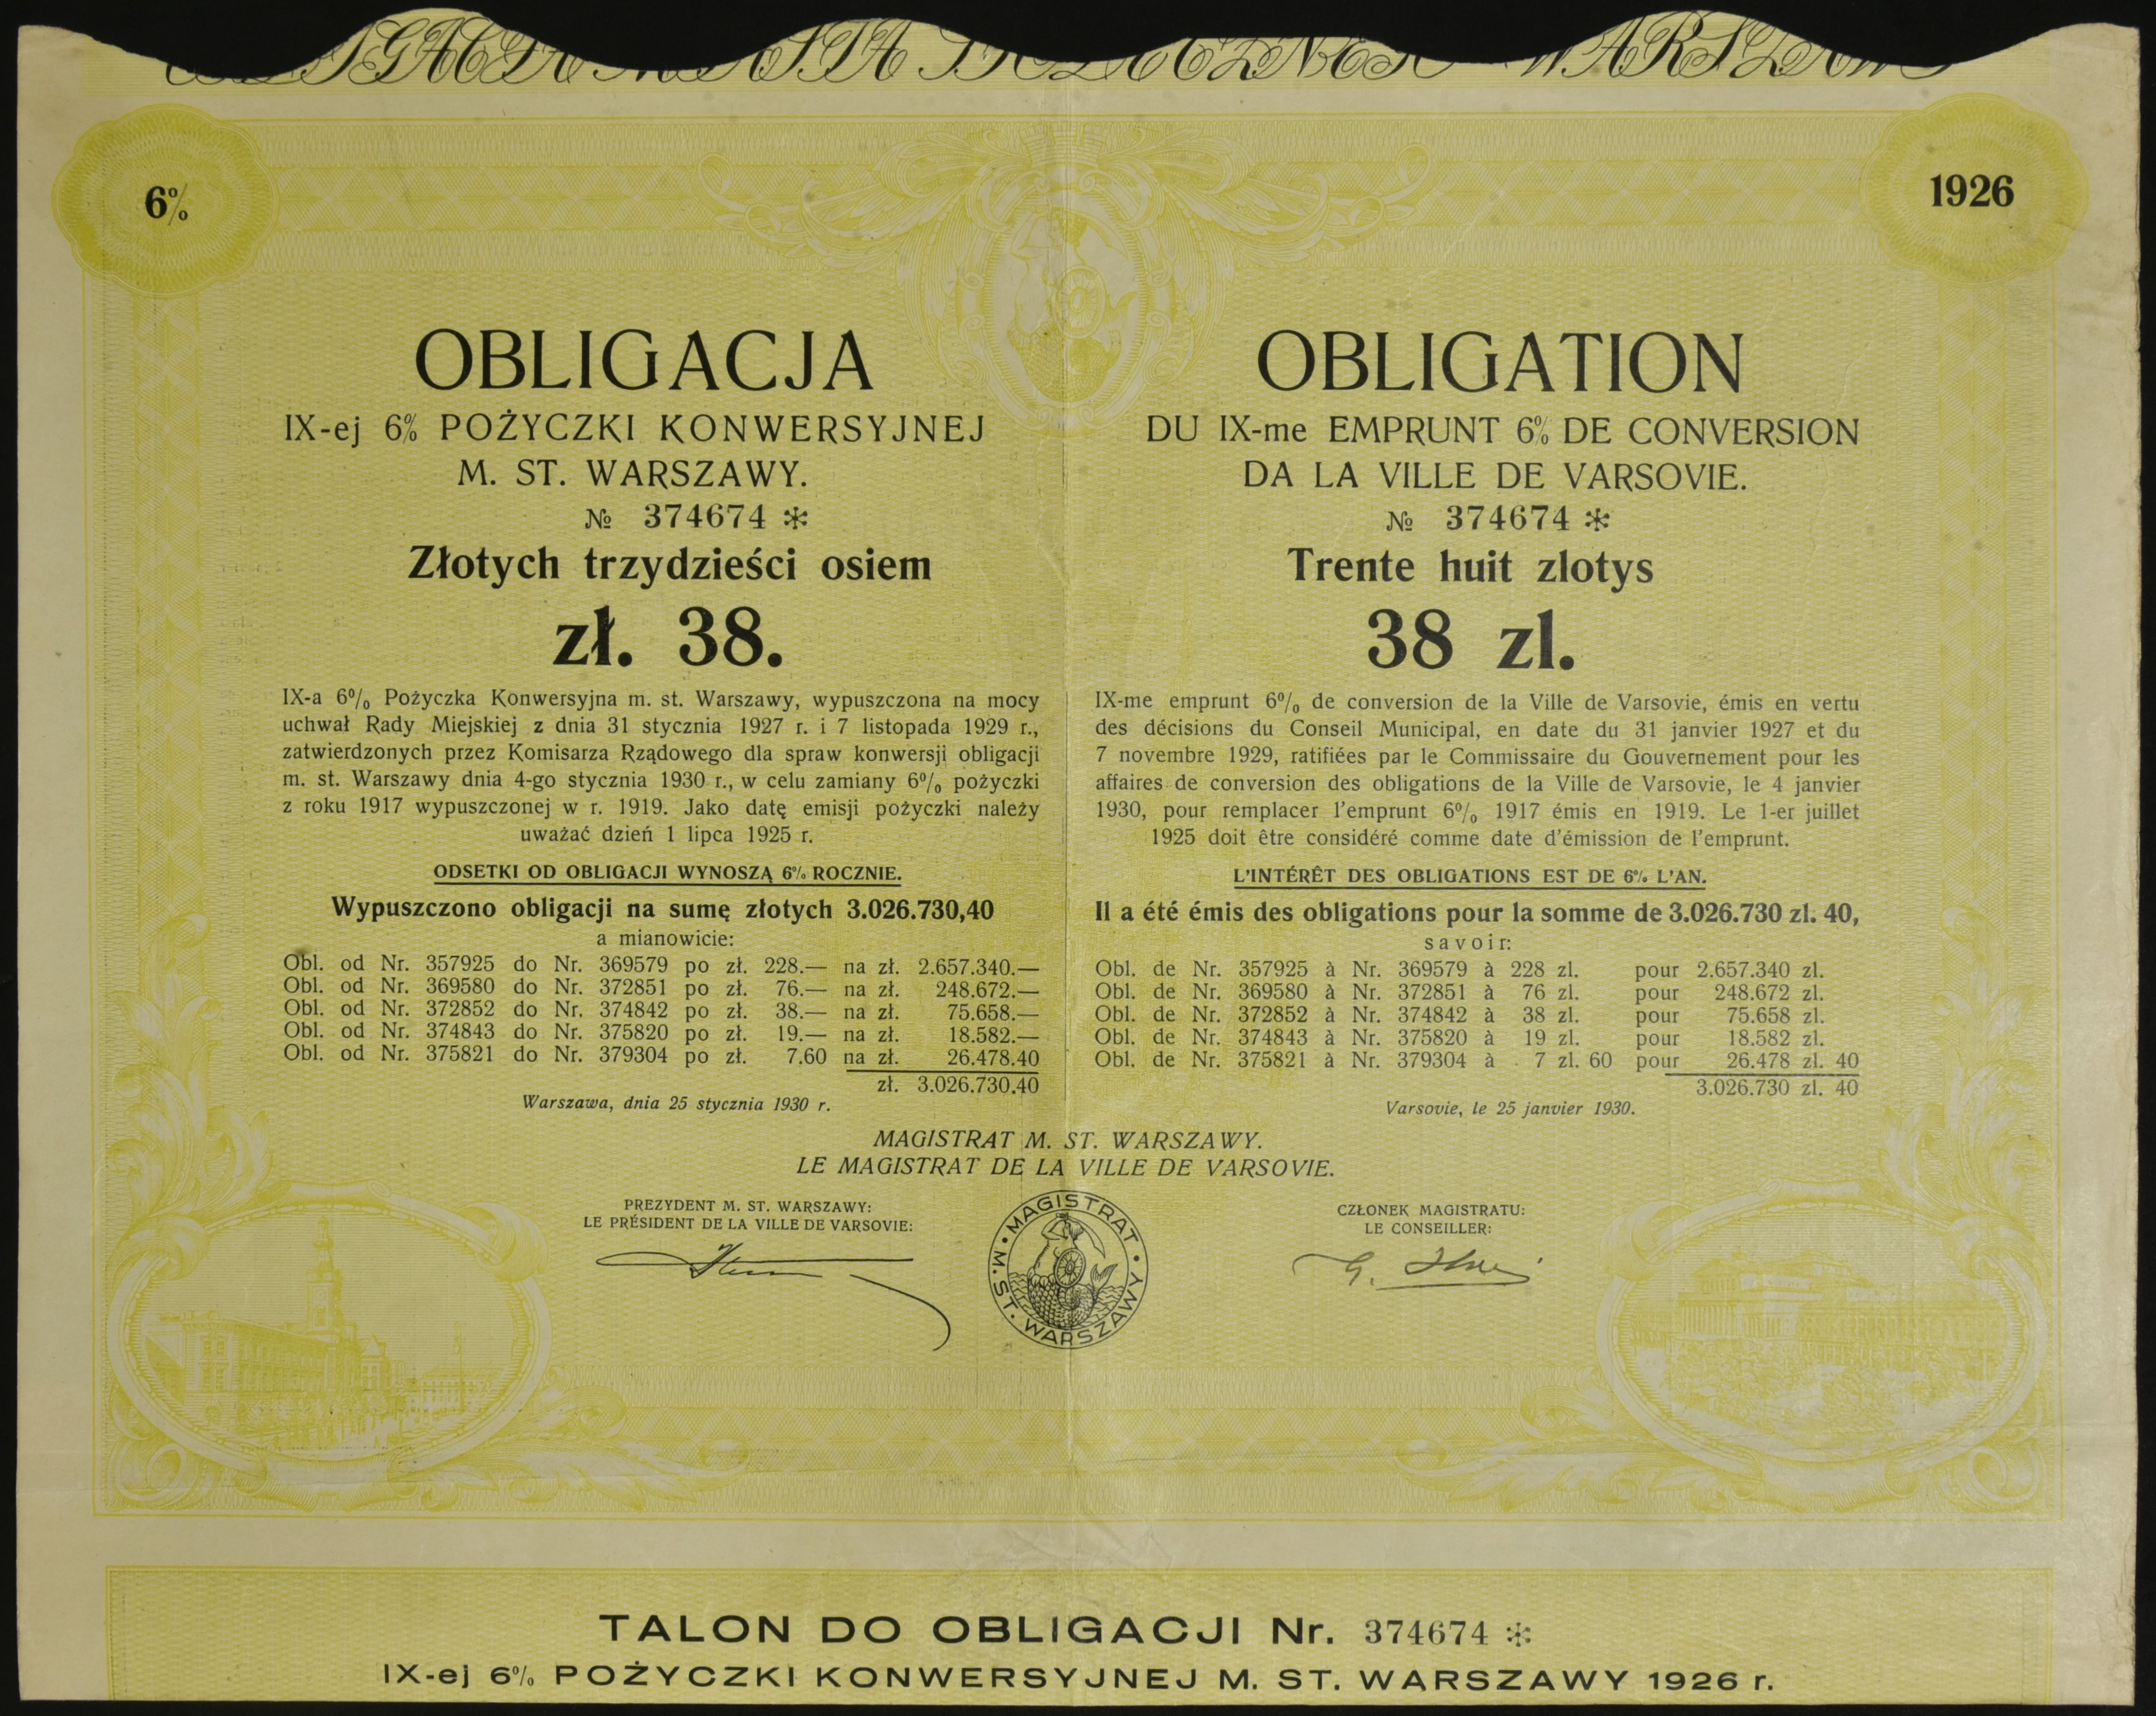 6%
1926
OBLIGACJA
IX-ej 6% POŻYCZKI KONWERSYJNEJ
M. ST. WARSZAWY.
№ 374674 *
Złotych trzydzieści osiem
zł. 38.
IX-a 6% Pożyczka Konwersyjna m. st. Warszawy, wypuszczona na mocy
uchwał Rady Miejskiej z dnia 31 stycznia 1927 r. i 7 listopada 1929 r.,
zatwierdzonych przez Komisarza Rządowego dla spraw konwersji obligacji
m. st. Warszawy dnia 4-go stycznia 1930 r., w celu zamiany 6% pożyczki
z roku 1917 wypuszczonej w r. 1919. Jako datę emisji pożyczki należy
uważać dzień 1 lipca 1925 r.
ODSETKI OD OBLIGACJI WYNOSZĄ 6% ROCZNIE.
Wypuszczono obligacji na sumę złotych 3.026.730,40
a mianowicie:
Obl. od Nr. 357925 do Nr. 369579 po zł. 228.— na zł. 2.657.340.—
Obl. od Nr. 369580 do Nr. 372851 po zł. 76.— na zł. 248.672.—
Obl. od Nr. 372852 do Nr. 374842 po zł. 38.— na zł. 75.658.—
Obl. od Nr. 374843 do Nr. 375820 po zł. 19.— na zł. 18.582.—
Obl. od Nr. 375821 do Nr. 379304 po zł. 7.60 na zł. 26.478.40
zł. 3.026.730.40
Warszawa, dnia 25 stycznia 1930 r.
OBLIGATION
DU IX-me EMPRUNT 6% DE CONVERSION
DA LA VILLE DE VARSOVIE.
№ 374674 *
Trente huit zlotys
38 zl.
IX-me emprunt 6% de conversion de la Ville de Varsovie, émis en vertu
des décisions du Conseil Municipal, en date du 31 janvier 1927 et du
7 novembre 1929, ratifiées par le Commissaire du Gouvernement pour les
affaires de conversion des obligations de la Ville de Varsovie, le 4 janvier
1930, pour remplacer l'emprunt 6% 1917 émis en 1919. Le 1-er juillet
1925 doit être considéré comme date d'émission de l'emprunt.
L'INTÉRÊT DES OBLIGATIONS EST DE 6% L'AN.
Il a été émis des obligations pour la somme de 3.026.730 zl. 40,
savoir:
Obl. de Nr. 357925 à Nr. 369579 à 228 zl. pour 2.657.340 zl.
Obl. de Nr. 369580 à Nr. 372851 à 76 zl. pour 248.672 zl.
Obl. de Nr. 372852 à Nr. 374842 à 38 zl. pour 75.658 zl.
Obl. de Nr. 374843 à Nr. 375820 à 19 zl. pour 18.582 zl.
Obl. de Nr. 375821 à Nr. 379304 à 7 zl. 60 pour 26.478 zl. 40
3.026.730 zl. 40
Varsovie, le 25 janvier 1930.
MAGISTRAT M. ST. WARSZAWY.
LE MAGISTRAT DE LA VILLE DE VARSOVIE.
PREZYDENT M. ST. WARSZAWY:
LE PRÉSIDENT DE LA VILLE DE VARSOVIE:
MAGISTRAT • M. ST. WARSZAWY •
CZŁONEK MAGISTRATU:
LE CONSEILLER:
TALON DO OBLIGACJI Nr. 374674 *
IX-ej 6% POŻYCZKI KONWERSYJNEJ M. ST. WARSZAWY 1926 r.